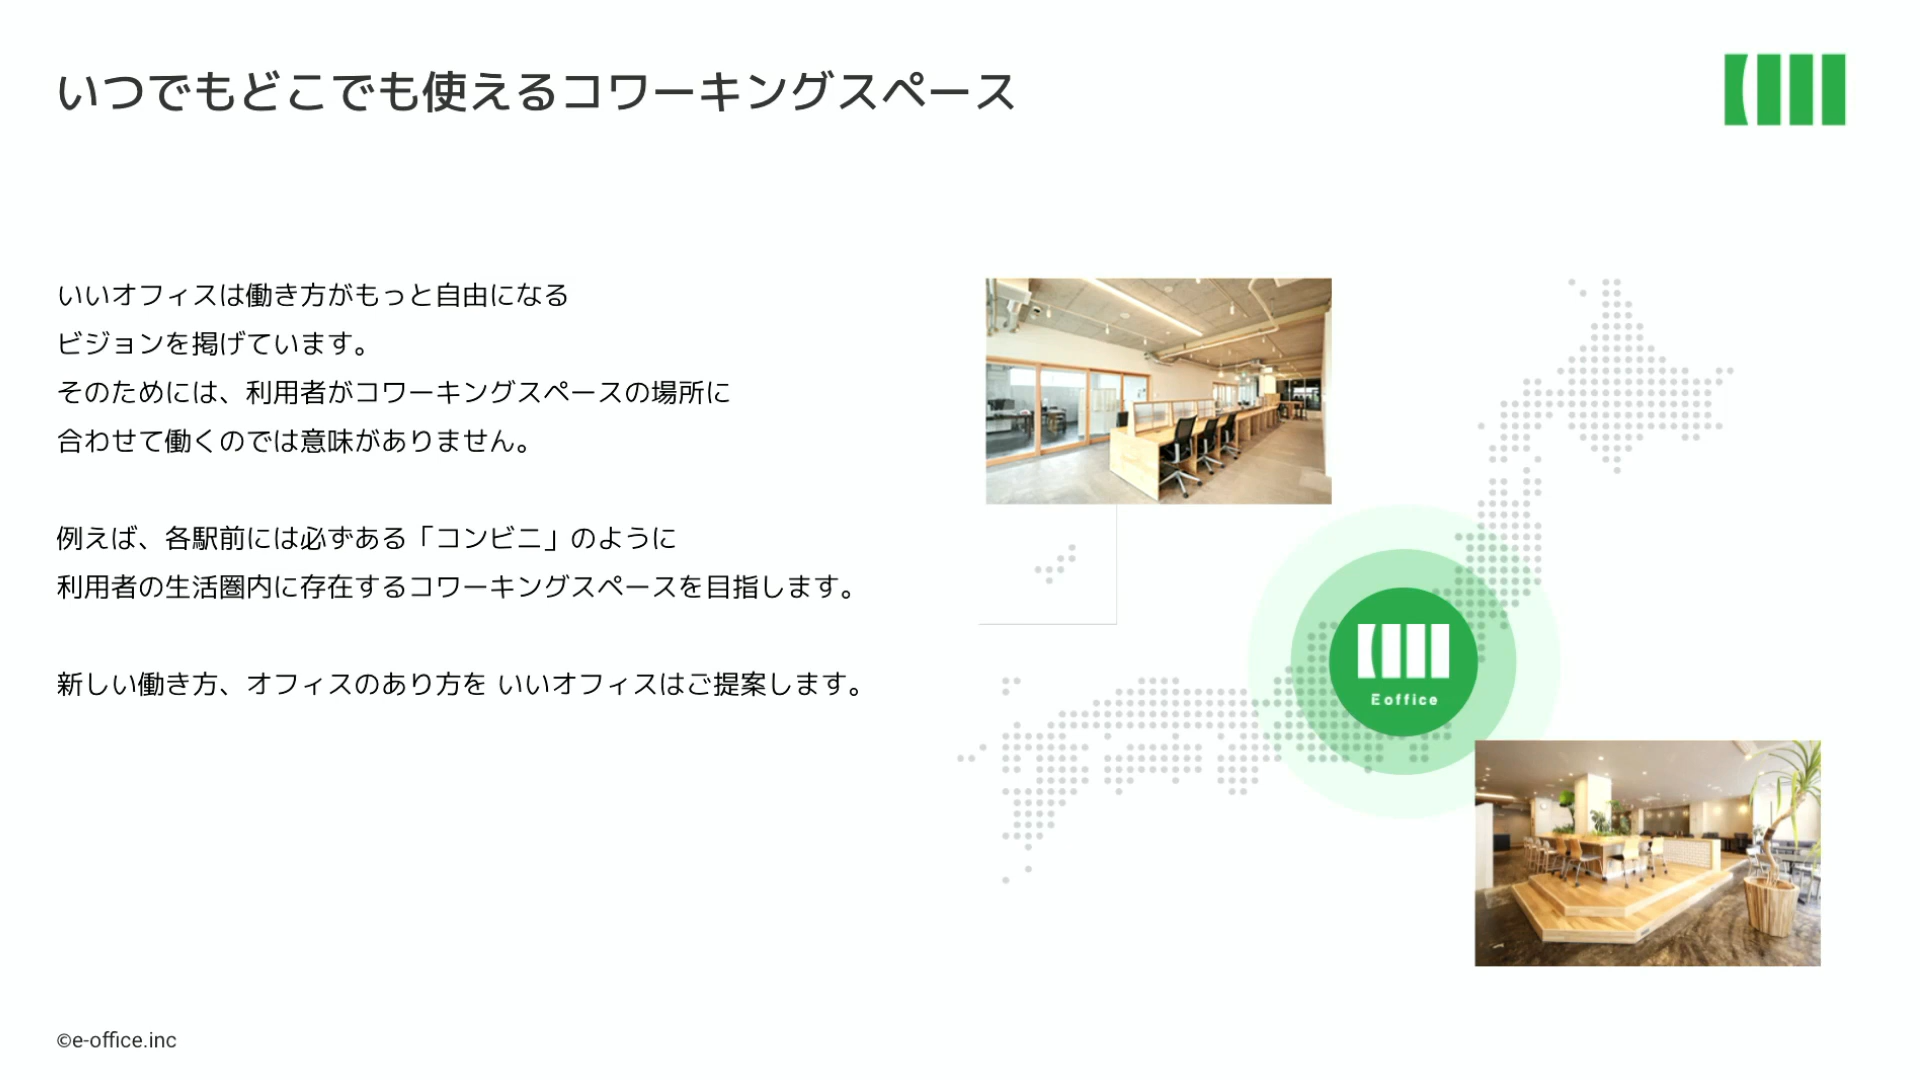 いつでもどこでも使えるコワーキングスペース
いいオフィスは働き方がもっと自由になる
ビジョンを掲げています。
そのためには、利用者がコワーキングスペースの場所に
合わせて働くのでは意味がありません。
例えば、各駅前には必ずある「コンビニ」のように
利用者の生活圏内に存在するコワーキングスペースを目指します。
新しい働き方、オフィスのあり方を いいオフィスはご提案します。
Eoffice
©e-office.inc